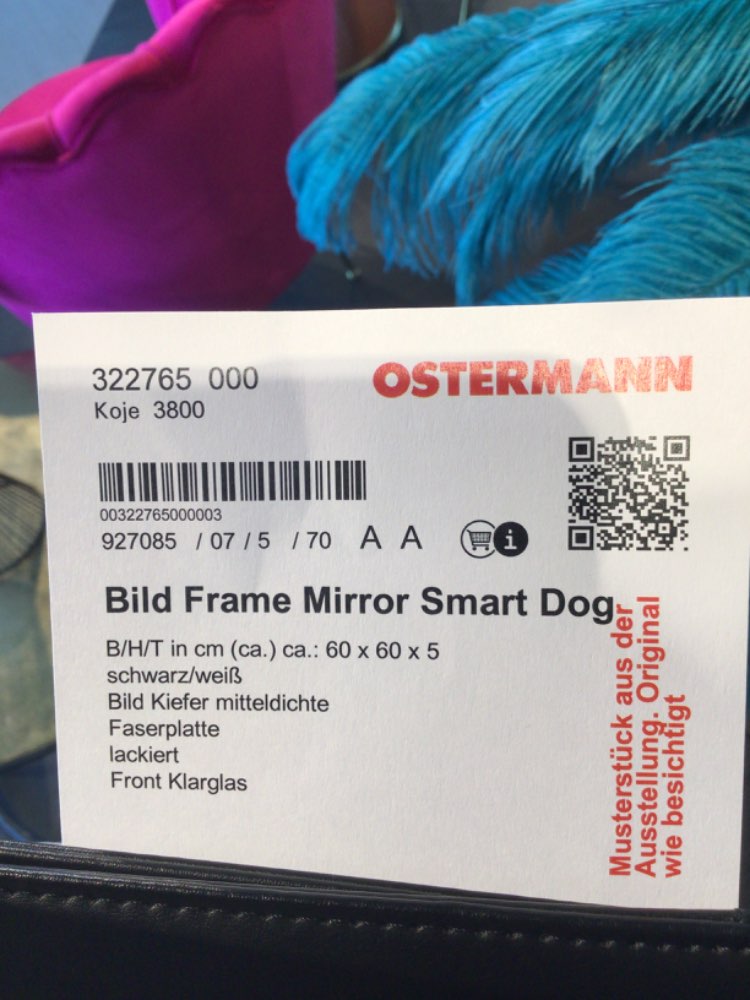 322765 000
Koje 3800
OSTERMANN
00322765000003
927085 / 07 / 5 / 70 A A
i
Bild Frame Mirror Smart Dog
B/H/T in cm (ca.) ca.: 60 x 60 x 5
schwarz/weiß
Bild Kiefer mitteldichte
Faserplatte
lackiert
Front Klarglas
Musterstück aus der
Ausstellung. Original
wie besichtigt